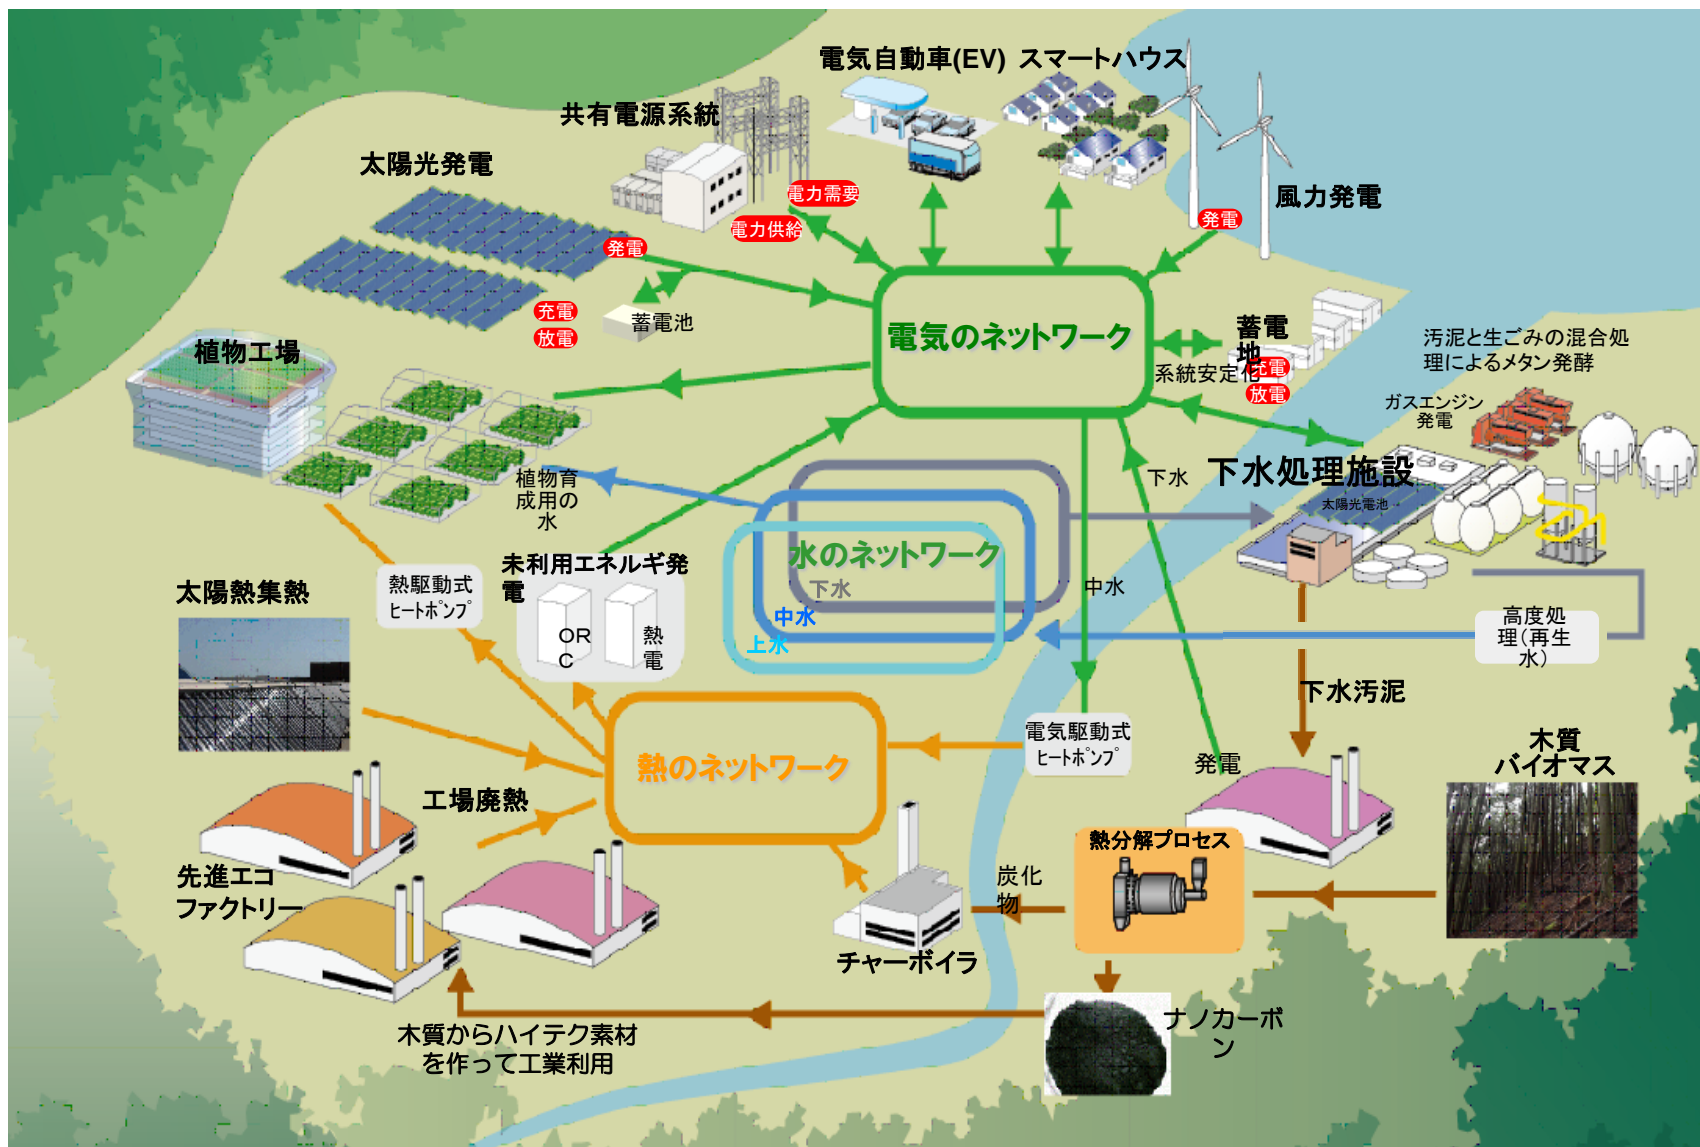 電気自動車(EV)
スマートハウス
共有電源系統
太陽光発電
電力需要
電力供給
風力発電
発電
発電
充電
放電
蓄電池
電気のネットワーク
蓄電
地
系統安定化
充電
放電
汚泥と生ごみの混合処
理によるメタン発酵
ガスエンジン
発電
植物工場
下水処理施設
太陽光電池
植物育
成用の
水
下水
水のネットワーク
下水
中水
上水
中水
未利用エネルギ発
電
OR
C
熱
電
熱駆動式
ヒートポンプ
太陽熱集熱
高度処
理(再生
水)
下水汚泥
電気駆動式
ヒートポンプ
発電
木質
バイオマス
熱のネットワーク
工場廃熱
先進エコ
ファクトリー
熱分解プロセス
炭化
物
チャーボイラ
ナノカーボ
ン
木質からハイテク素材
を作って工業利用